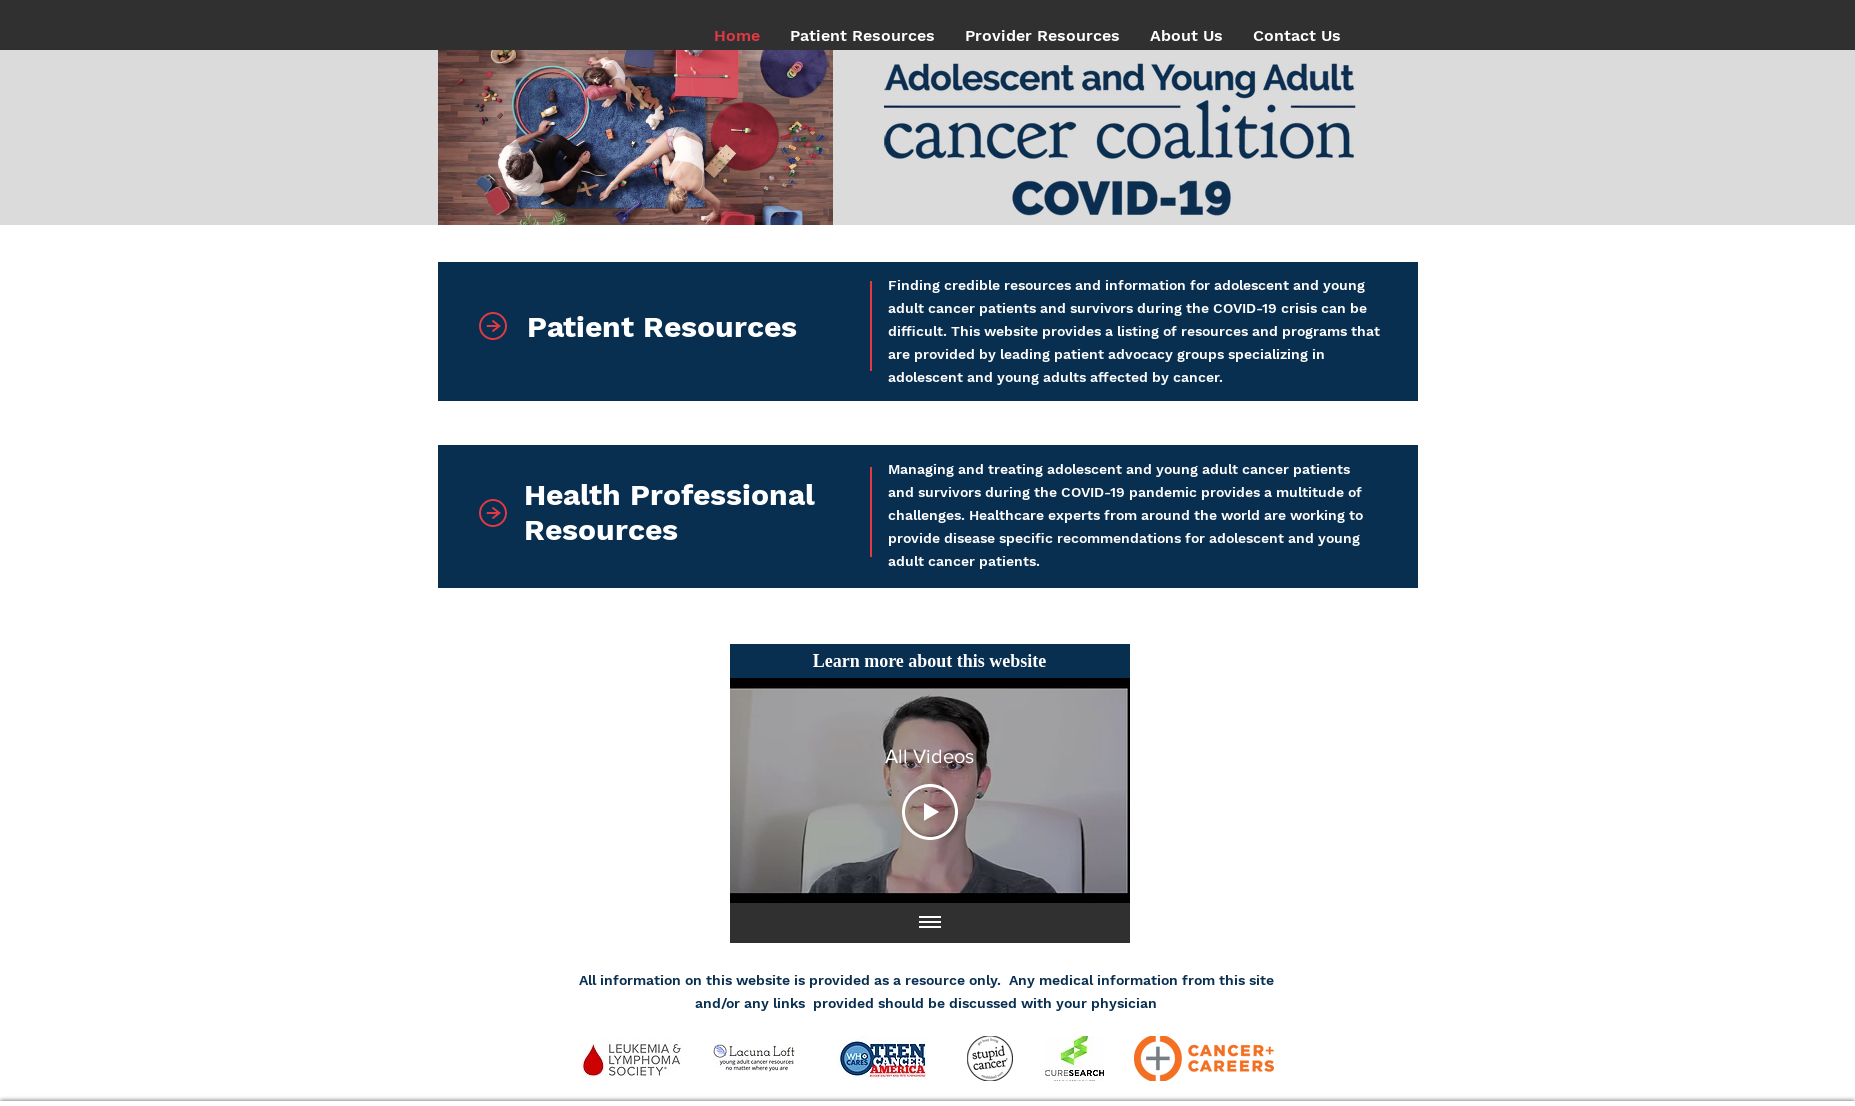 Home
Patient Resources
Provider Resources
About Us
Contact Us
Adolescent and Young Adult
cancer coalition
COVID-19
Patient Resources
Finding credible resources and information for adolescent and young
adult cancer patients and survivors during the COVID-19 crisis can be
difficult. This website provides a listing of resources and programs that
are provided by leading patient advocacy groups specializing in
adolescent and young adults affected by cancer.
Health Professional
Resources
Managing and treating adolescent and young adult cancer patients
and survivors during the COVID-19 pandemic provides a multitude of
challenges. Healthcare experts from around the world are working to
provide disease specific recommendations for adolescent and young
adult cancer patients.
Learn more about this website
All Videos
All information on this website is provided as a resource only.  Any medical information from this site
and/or any links  provided should be discussed with your physician
LEUKEMIA &
LYMPHOMA
SOCIETY
Lacuna Loft
young adult cancer resources
no matter where you are
WHO
CARES
TEEN
CANCER
AMERICA
stupid
cancer
CURESEARCH
CANCER+
CAREERS